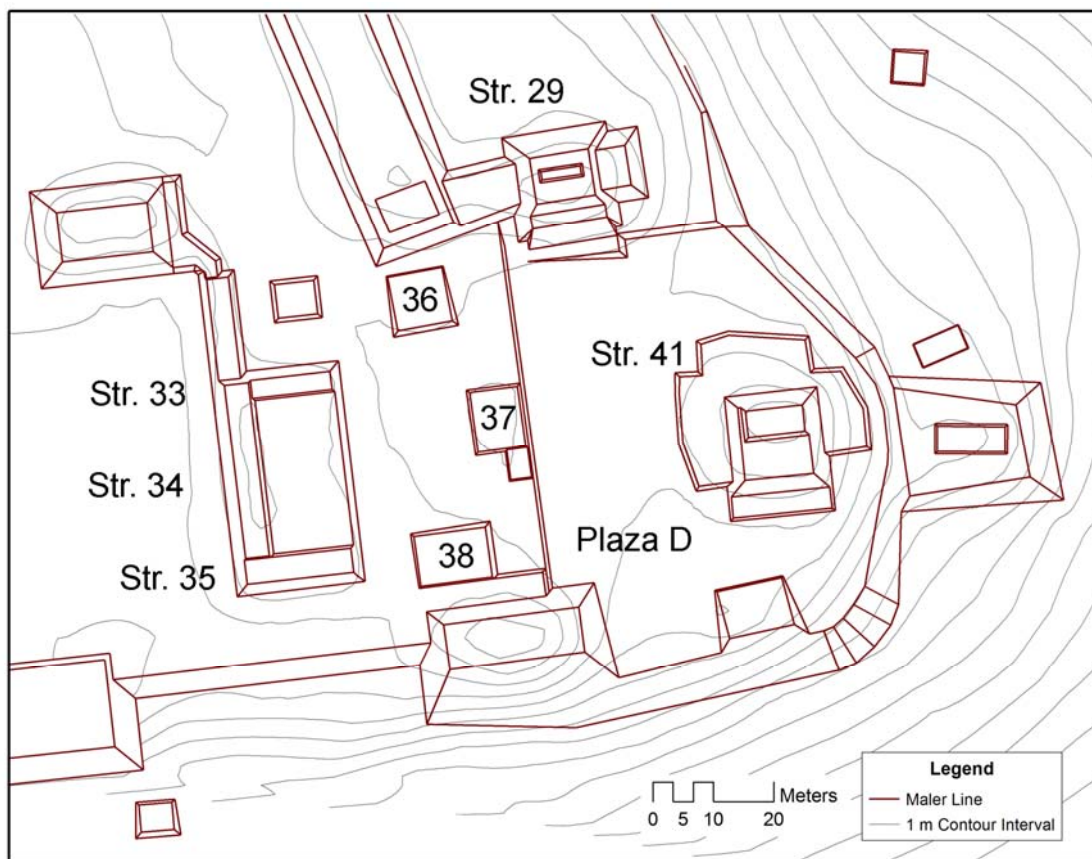 Str. 29
36
Str. 41
Str. 33
37
Str. 34
38
Plaza D
Str. 35
Meters
0 5 10 20
Legend
Maler Line
1 m Contour Interval